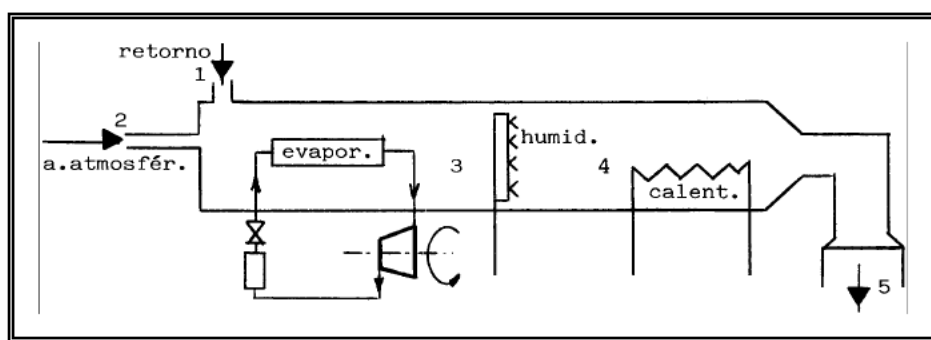 retorno
1
2
a.atmosfér.
evapor.
3
humid.
4
calent.
5